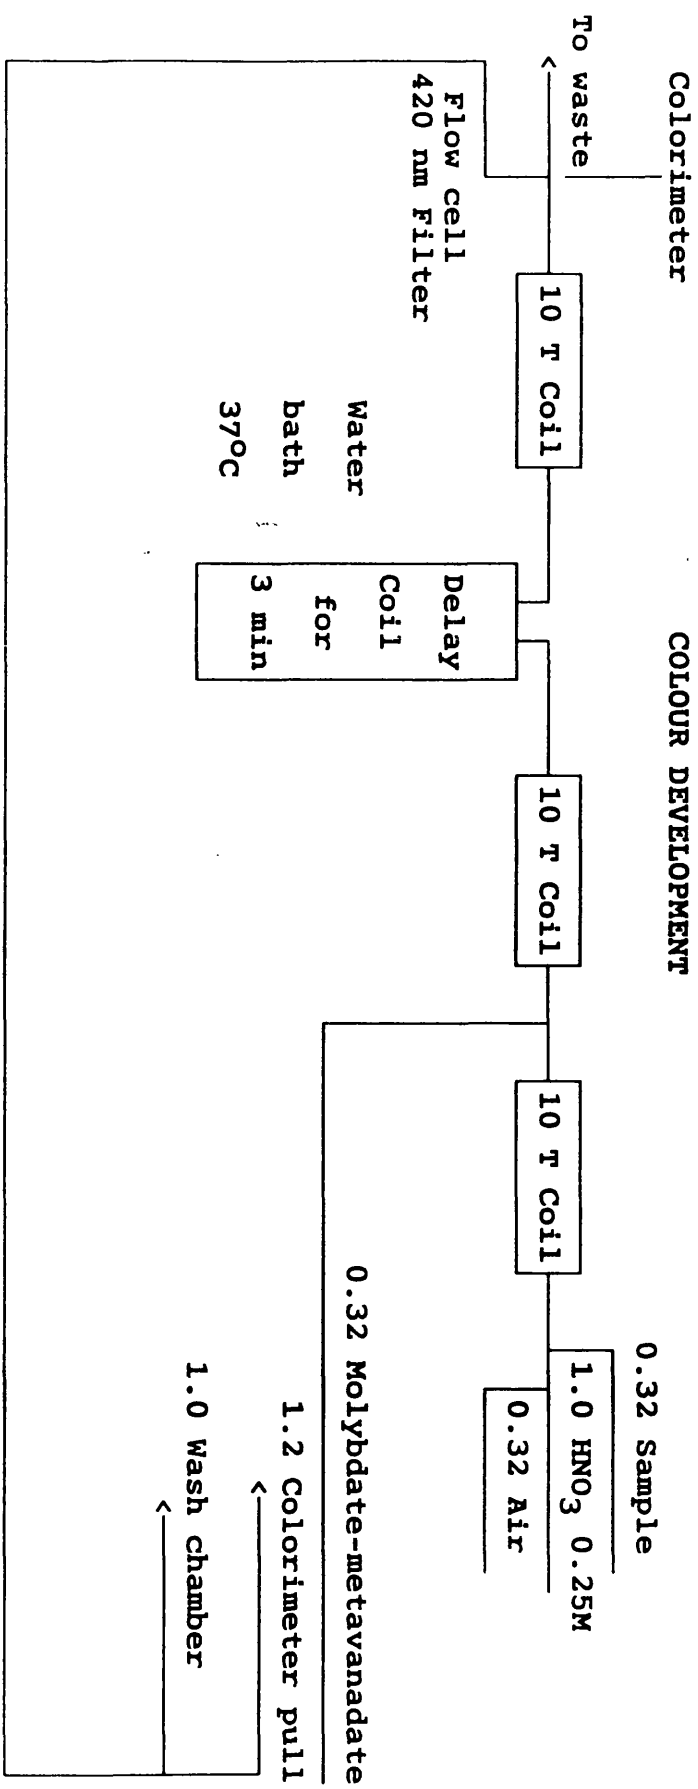 COLOUR DEVELOPMENT
Colorimeter
To waste
Flow cell
420 nm Filter
10 T Coil
Water
bath
37°C
Delay
Coil
for
3 min
10 T Coil
10 T Coil
0.32 Sample
1.0 HNO₃ 0.25M
0.32 Air
0.32 Molybdate-metavanadate
1.2 Colorimeter pull
1.0 Wash chamber